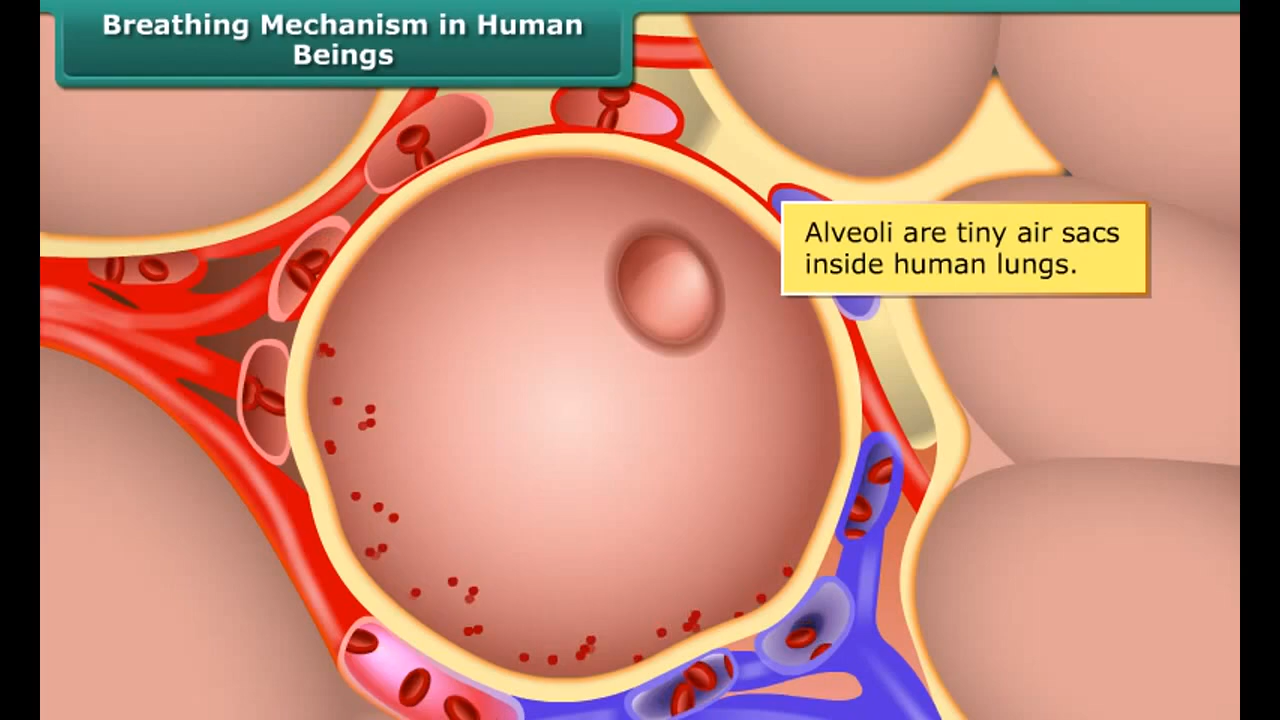 Breathing Mechanism in Human
Beings
Alveoli are tiny air sacs
inside human lungs.